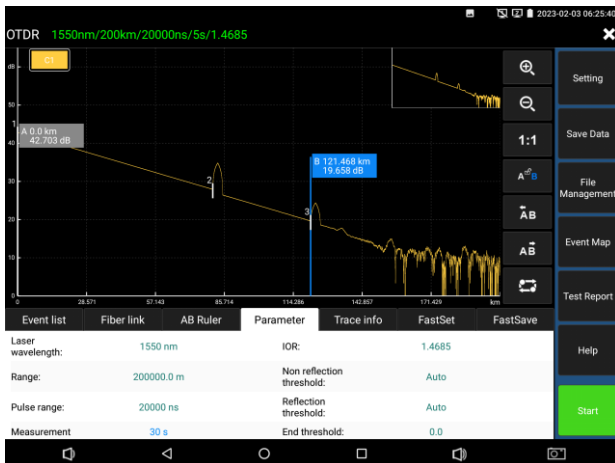 2023-02-03 06:25:40
OTDR 1550nm/200km/20000ns/5s/1.4685
C1
dB
50
40
30
20
10
0
1
A 0.0 km
42.703 dB
2
B 121.468 km
19.658 dB
3
0
28.571
57.143
85.714
114.286
142.857
171.429
km
1:1
A B
AB
AB
Setting
Save Data
File
Management
Event Map
Test Report
Help
Start
Event list
Fiber link
AB Ruler
Parameter
Trace info
FastSet
FastSave
Laser
wavelength:
1550 nm
IOR:
1.4685
Range:
200000.0 m
Non reflection
threshold:
Auto
Pulse range:
20000 ns
Reflection
threshold:
Auto
Measurement
30 s
End threshold:
0.0